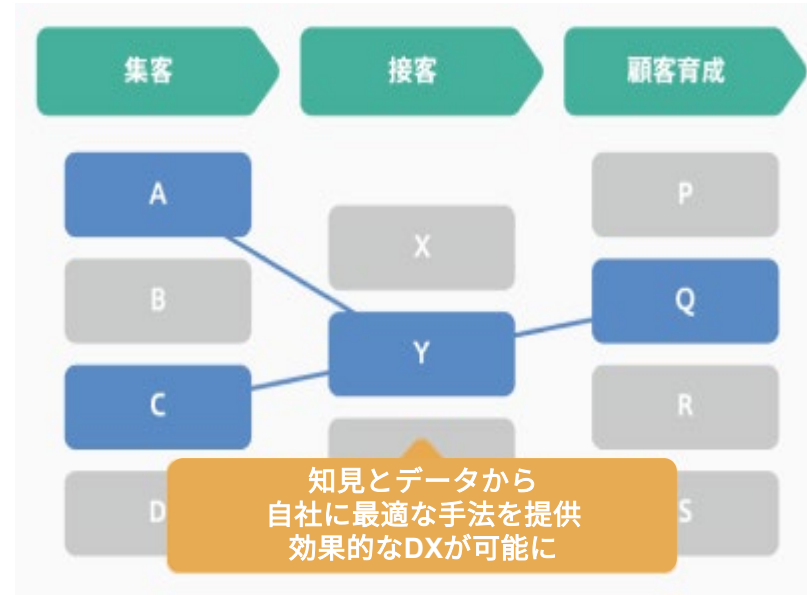 集客
接客
顧客育成
A
B
C
D
X
Y
P
Q
R
S
知見とデータから
自社に最適な手法を提供
効果的なDXが可能に